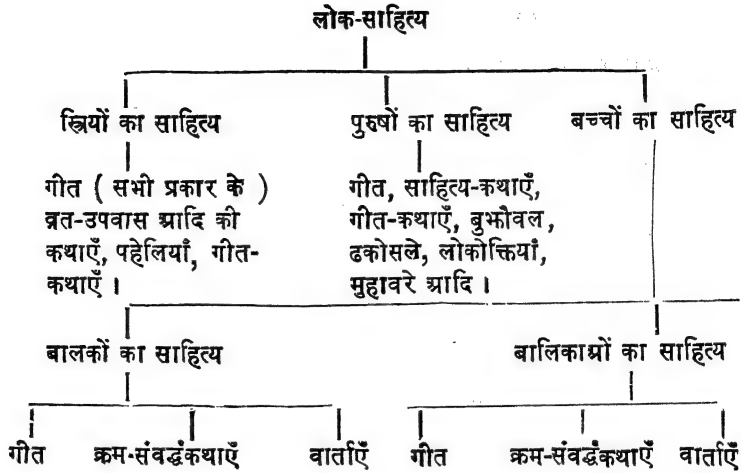 लोक-साहित्य
स्त्रियों का साहित्य
पुरुषों का साहित्य
बच्चों का साहित्य
गीत ( सभी प्रकार के )
व्रत-उपवास आदि की
कथाएँ, पहेलियाँ, गीत-
कथाएँ ।
गीत, साहित्य-कथाएँ,
गीत-कथाएँ, बुझौवल,
ढकोसले, लोकोक्तियाँ,
मुहावरे आदि ।
बालकों का साहित्य
बालिकाओं का साहित्य
गीत क्रम-संवर्द्धकथाएँ वार्ताएँ गीत क्रम-संवर्द्धकथाएँ वार्ताएँ